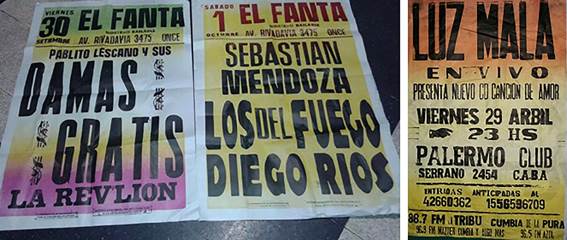 VIERNES
30
SETIEMBRE
EL FANTA
AV. RIVADAVIA 3475 ONCE
PABLITO LESCANO Y SUS
DAMAS
GRATIS
LA REVLION
SABADO
1
OCTUBRE
EL FANTA
AV. RIVADAVIA 3475 ONCE
SEBASTIAN
MENDOZA
LOS DEL FUEGO
DIEGO RIOS
LUZ MALA
EN VIVO
PRESENTA NUEVO CD CANCION DE AMOR
VIERNES 29 ARBIL
23 HS
PALERMO CLUB
SERRANO 2454 C.A.B.A
ENTRADAS ANTICIPADAS AL
42660362 1556596709
88.7 FM LA TRIBU CUMBIA DE LA PURA